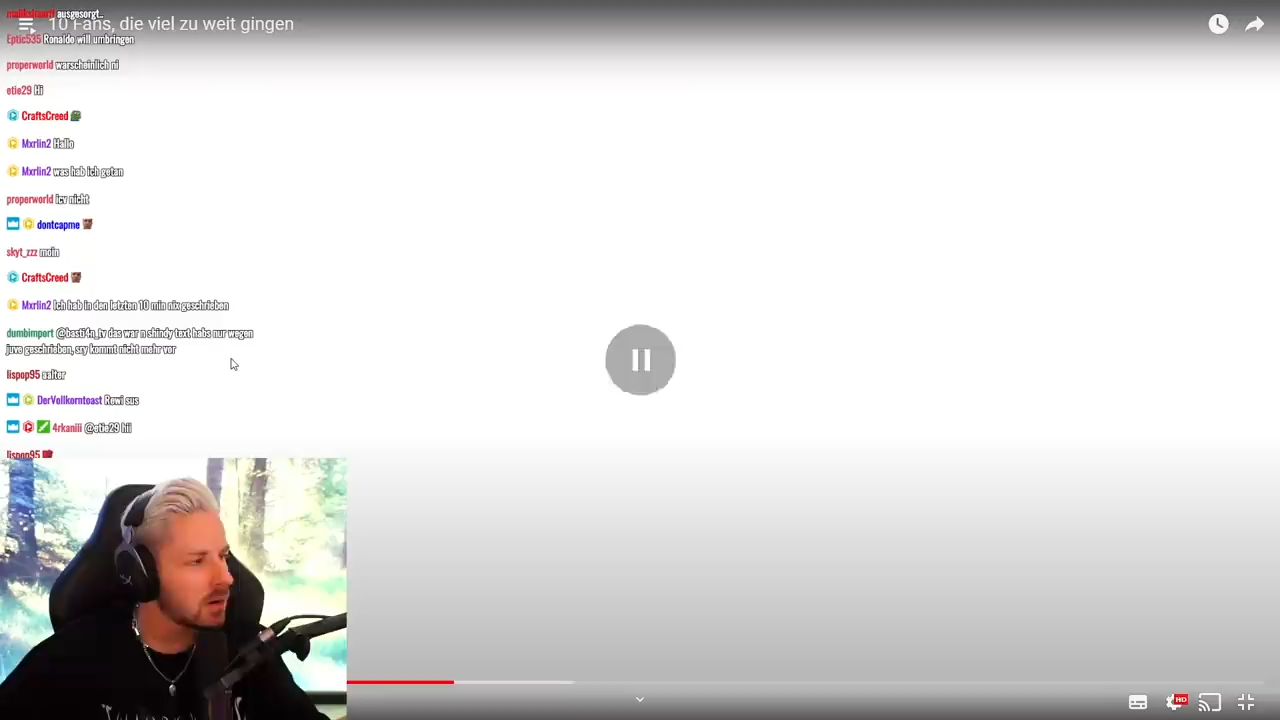 10 Fans, die viel zu weit gingen
ausgesorgt..
Eptic535 Ronaldo will umbringen
properworld warscheinlich ni
etie29 Hi
CraftsCreed
Mxrlin2 Hallo
Mxrlin2 was hab ich getan
properworld icv nicht
dontcapme
skyt_zzz moin
CraftsCreed
Mxrlin2 Ich hab in den letzten 10 min nix geschrieben
dumbimport @basti4n_tv das war n shindy text habs nur wegen
juve geschrieben, sry kommt nicht mehr vor
lispop95 aalter
DerVollkorntoast Rewi sus
4rkaniii @etie29 hii
lispop95
HD